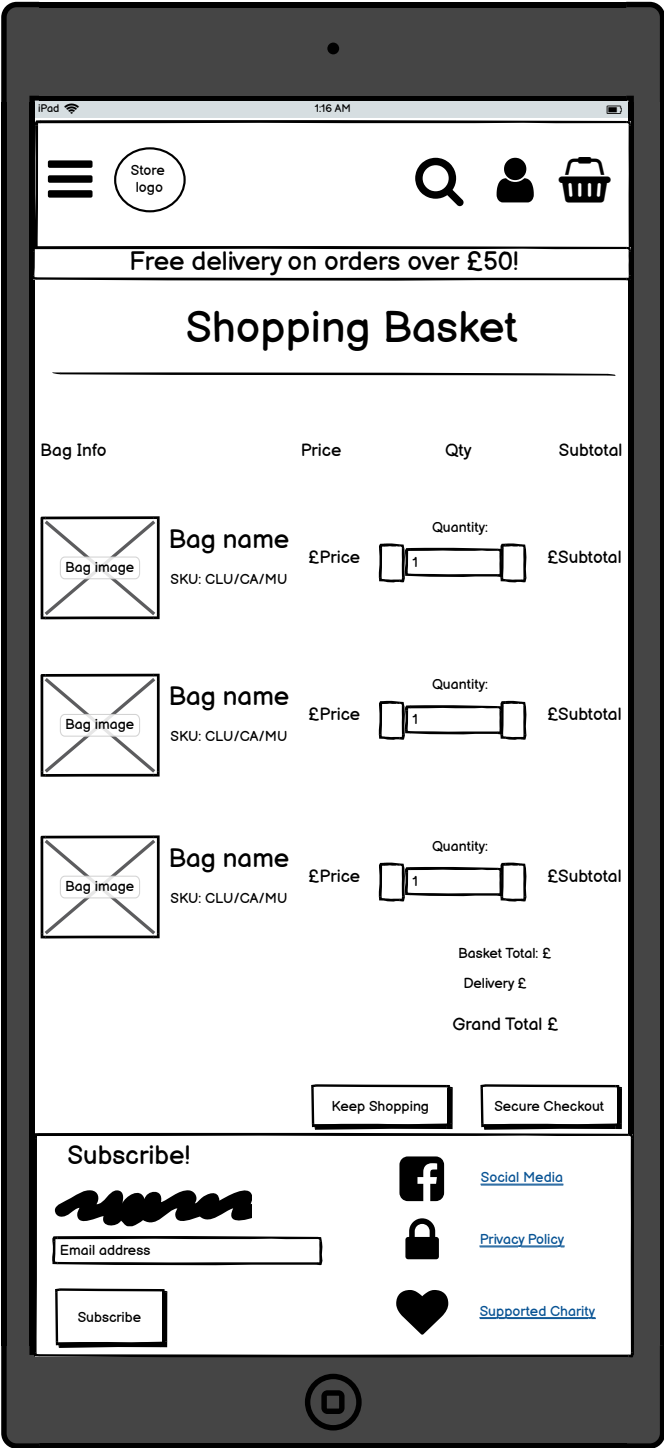 iPad
1:16 AM
Store
logo
Free delivery on orders over £50!
Shopping Basket
Bag Info Price Qty Subtotal
Quantity:
Bag name
Bag image
£Price
1
£Subtotal
SKU: CLU/CA/MU
Quantity:
Bag name
Bag image
£Price
1
£Subtotal
SKU: CLU/CA/MU
Quantity:
Bag name
Bag image
£Price
1
£Subtotal
SKU: CLU/CA/MU
Basket Total: £
Delivery £
Grand Total £
Keep Shopping
Secure Checkout
Subscribe!
Email address
Subscribe
Social Media
Privacy Policy
Supported Charity